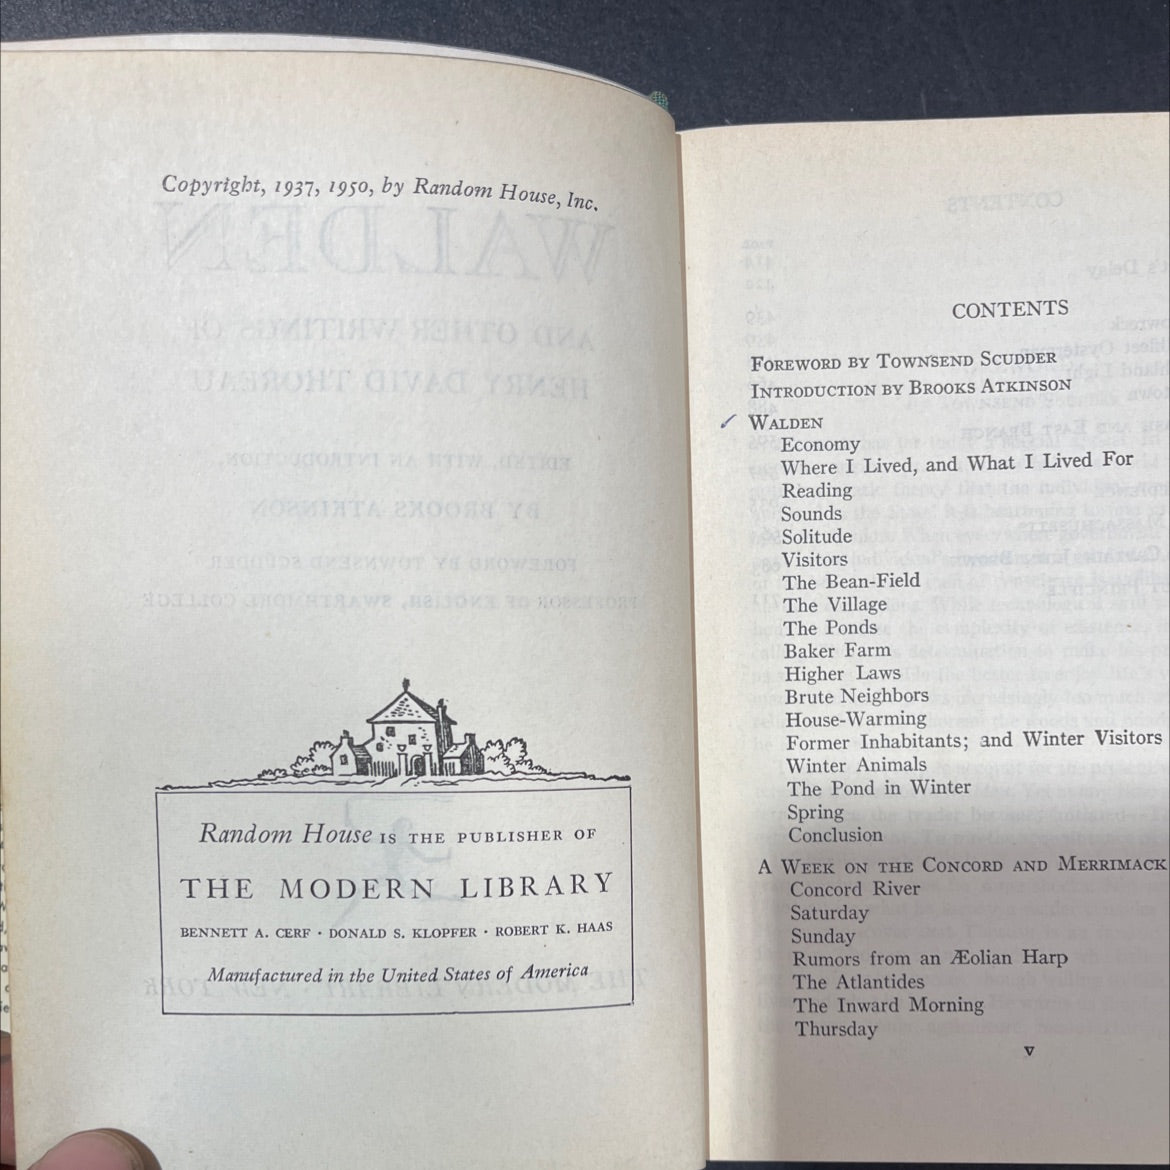 Copyright, 1937, 1950, by Random House, Inc.
Random House IS THE PUBLISHER OF
THE MODERN LIBRARY
BENNETT A. CERF · DONALD S. KLOPFER · ROBERT K. HAAS
Manufactured in the United States of America
CONTENTS
FOREWORD BY TOWNSEND SCUDDER
INTRODUCTION BY BROOKS ATKINSON
WALDEN
Economy
Where I Lived, and What I Lived For
Reading
Sounds
Solitude
Visitors
The Bean-Field
The Village
The Ponds
Baker Farm
Higher Laws
Brute Neighbors
House-Warming
Former Inhabitants; and Winter Visitors
Winter Animals
The Pond in Winter
Spring
Conclusion
A WEEK ON THE CONCORD AND MERRIMACK
Concord River
Saturday
Sunday
Rumors from an Æolian Harp
The Atlantides
The Inward Morning
Thursday
v